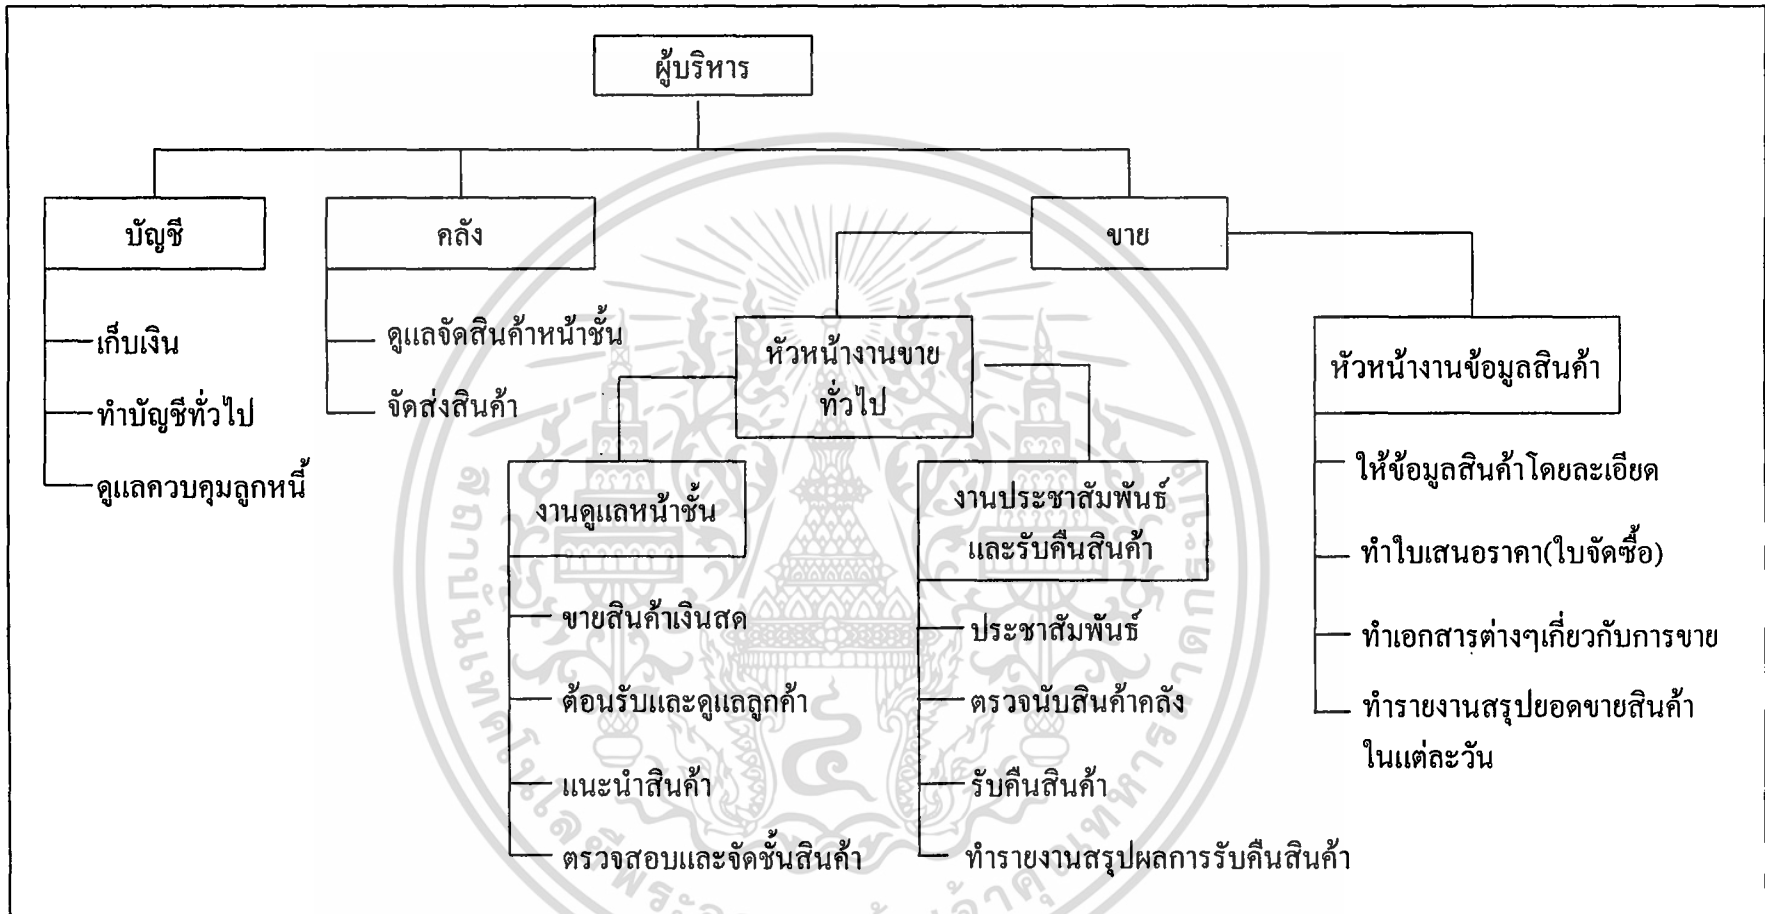 ผู้บริหาร
บัญชี
คลัง
ขาย
เก็บเงิน
ทำบัญชีทั่วไป
ดูแลควบคุมลูกหนี้
ดูแลจัดสินค้าหน้าชั้น
จัดส่งสินค้า
หัวหน้างานขาย
ทั่วไป
หัวหน้างานข้อมูลสินค้า
งานดูแลหน้าชั้น
ขายสินค้าเงินสด
ต้อนรับและดูแลลูกค้า
แนะนำสินค้า
ตรวจสอบและจัดชั้นสินค้า
งานประชาสัมพันธ์
และรับคืนสินค้า
ประชาสัมพันธ์
ตรวจนับสินค้าคลัง
รับคืนสินค้า
ทำรายงานสรุปผลการรับคืนสินค้า
ให้ข้อมูลสินค้าโดยละเอียด
ทำใบเสนอราคา(ใบจัดซื้อ)
ทำเอกสารต่างๆเกี่ยวกับการขาย
ทำรายงานสรุปยอดขายสินค้า
ในแต่ละวัน